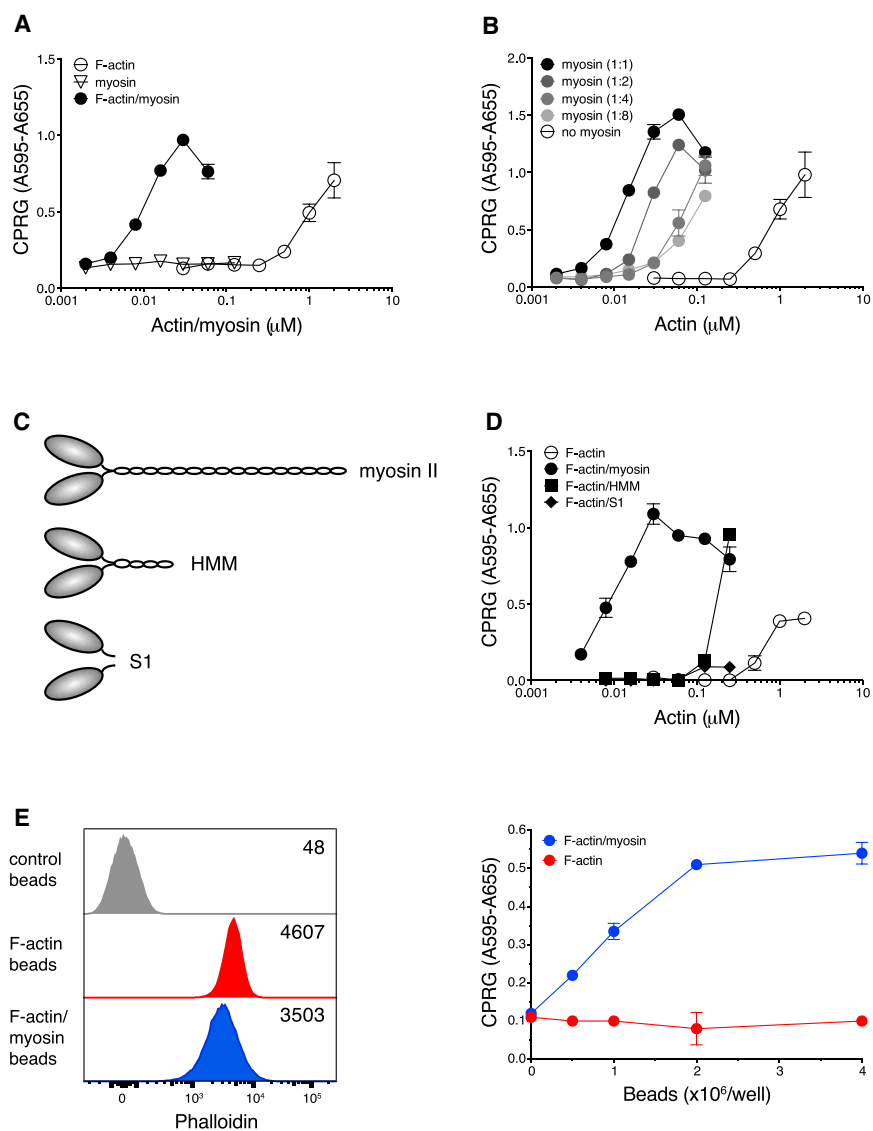 A
CPRG (A595-A655)
1.5
1.0
0.5
0.0
0.001
0.01
0.1
1
10
Actin/myosin (μM)
F-actin
myosin
F-actin/myosin
B
CPRG (A595-A655)
2.0
1.5
1.0
0.5
0.0
0.001
0.01
0.1
1
10
Actin (μM)
myosin (1:1)
myosin (1:2)
myosin (1:4)
myosin (1:8)
no myosin
C
myosin II
HMM
S1
D
CPRG (A595-A655)
1.5
1.0
0.5
0.0
0.001
0.01
0.1
1
10
Actin (μM)
F-actin
F-actin/myosin
F-actin/HMM
F-actin/S1
E
control
beads
48
F-actin
beads
4607
F-actin/
myosin
beads
3503
0
10³
10⁴
10⁵
Phalloidin
CPRG (A595-A655)
0.6
0.5
0.4
0.3
0.2
0.1
0.0
0
1
2
3
4
Beads (x10⁶/well)
F-actin/myosin
F-actin